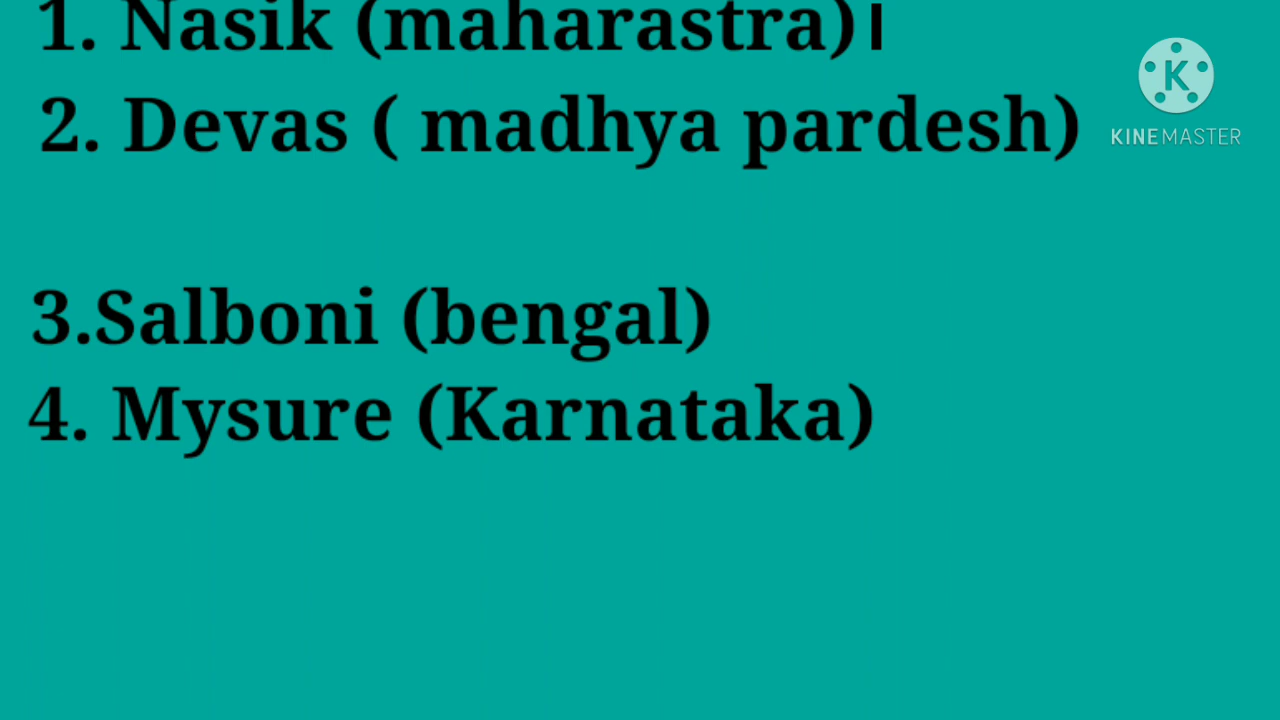 1. Nasik (maharastra)।
2. Devas ( madhya pardesh)
3.Salboni (bengal)
4. Mysure (Karnataka)
K
KINEMASTER